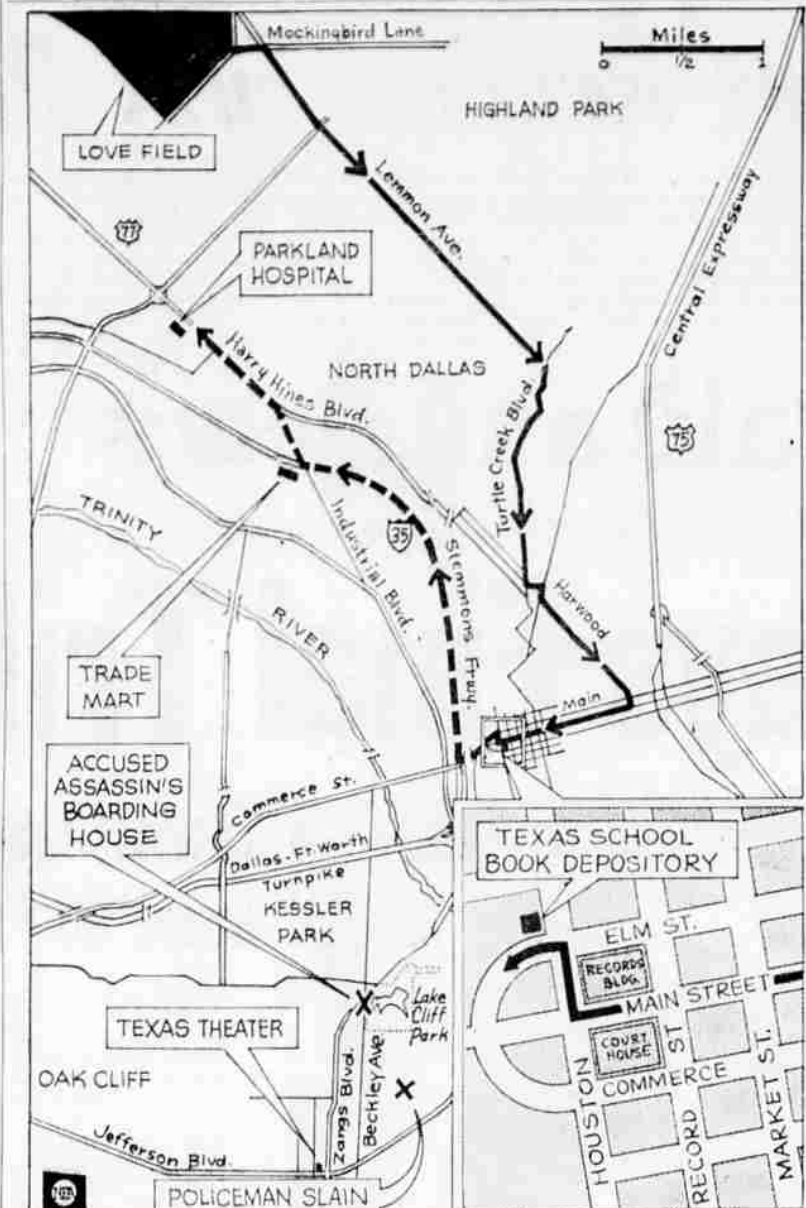 Mockingbird Lane
Miles
0 1/2 1
HIGHLAND PARK
LOVE FIELD
Lemmon Ave.
Central Expressway
77
PARKLAND
HOSPITAL
NORTH DALLAS
Harry Hines Blvd.
Turtle Creek Blvd.
75
TRINITY
RIVER
Industrial Blvd.
35
Stemmons Frwy.
Harwood
TRADE
MART
Main
ACCUSED
ASSASSIN'S
BOARDING
HOUSE
Commerce St.
Dallas-Ft. Worth
Turnpike
KESSLER
PARK
TEXAS SCHOOL
BOOK DEPOSITORY
ELM ST.
RECORDS
BLDG.
MAIN STREET
COURT
HOUSE
COMMERCE
HOUSTON
RECORD
ST
MARKET ST.
Lake
Cliff
Park
TEXAS THEATER
OAK CLIFF
Zangs Blvd.
Beckley Ave
Jefferson Blvd.
POLICEMAN SLAIN
NEA